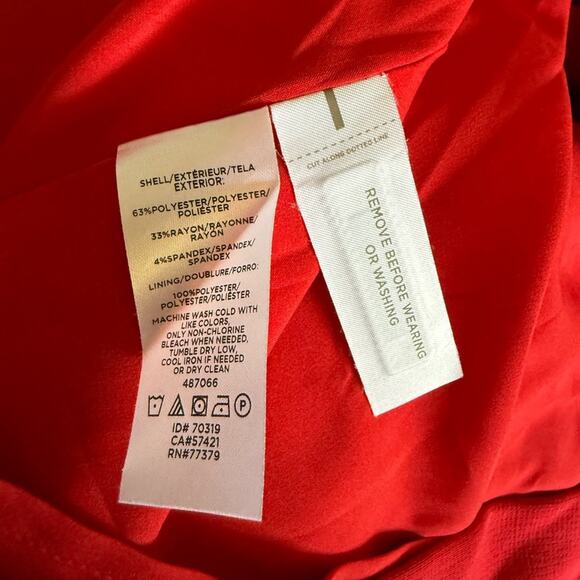 SHELL/EXTÉRIEUR/TELA
EXTERIOR:
63%POLYESTER/POLYESTER/
POLIÉSTER
33%RAYON/RAYONNE/
RAYÓN
4%SPANDEX/SPANDEX/
SPANDEX
LINING/DOUBLURE/FORRO:
100%POLYESTER/
POLYESTER/POLIÉSTER
MACHINE WASH COLD WITH
LIKE COLORS,
ONLY NON-CHLORINE
BLEACH WHEN NEEDED,
TUMBLE DRY LOW,
COOL IRON IF NEEDED
OR DRY CLEAN
487066
P
ID# 70319
CA#57421
RN#77379
CUT ALONG DOTTED LINE
REMOVE BEFORE WEARING
OR WASHING